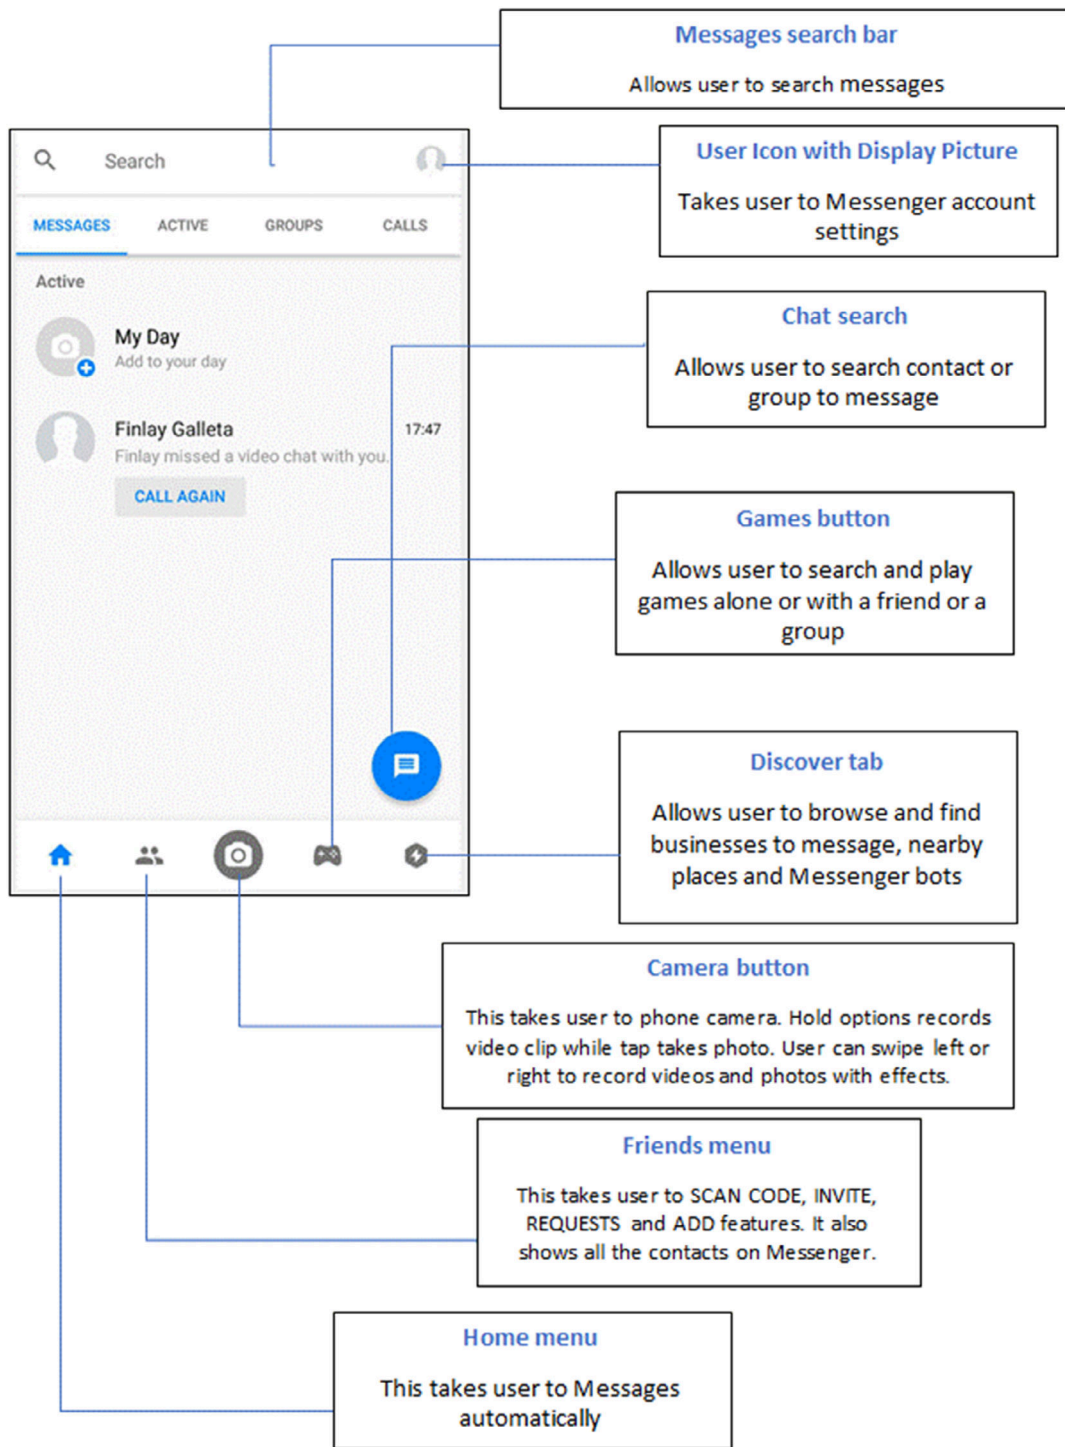 Messages search bar
Allows user to search messages
Search
User Icon with Display Picture
Takes user to Messenger account
settings
MESSAGES ACTIVE GROUPS CALLS
Active
My Day
Add to your day
Finlay Galleta 17:47
Finlay missed a video chat with you.
CALL AGAIN
Chat search
Allows user to search contact or
group to message
Games button
Allows user to search and play
games alone or with a friend or a
group
Discover tab
Allows user to browse and find
businesses to message, nearby
places and Messenger bots
Camera button
This takes user to phone camera. Hold options records
video clip while tap takes photo. User can swipe left or
right to record videos and photos with effects.
Friends menu
This takes user to SCAN CODE, INVITE,
REQUESTS and ADD features. It also
shows all the contacts on Messenger.
Home menu
This takes user to Messages
automatically